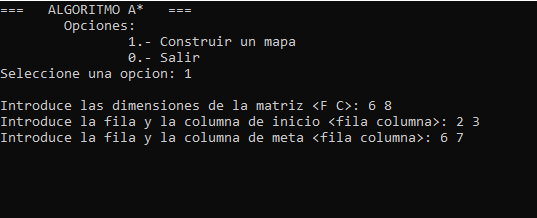 === ALGORITMO A* ===
Opciones:
1.- Construir un mapa
0.- Salir
Seleccione una opcion: 1
Introduce las dimensiones de la matriz <F C>: 6 8
Introduce la fila y la columna de inicio <fila columna>: 2 3
Introduce la fila y la columna de meta <fila columna>: 6 7